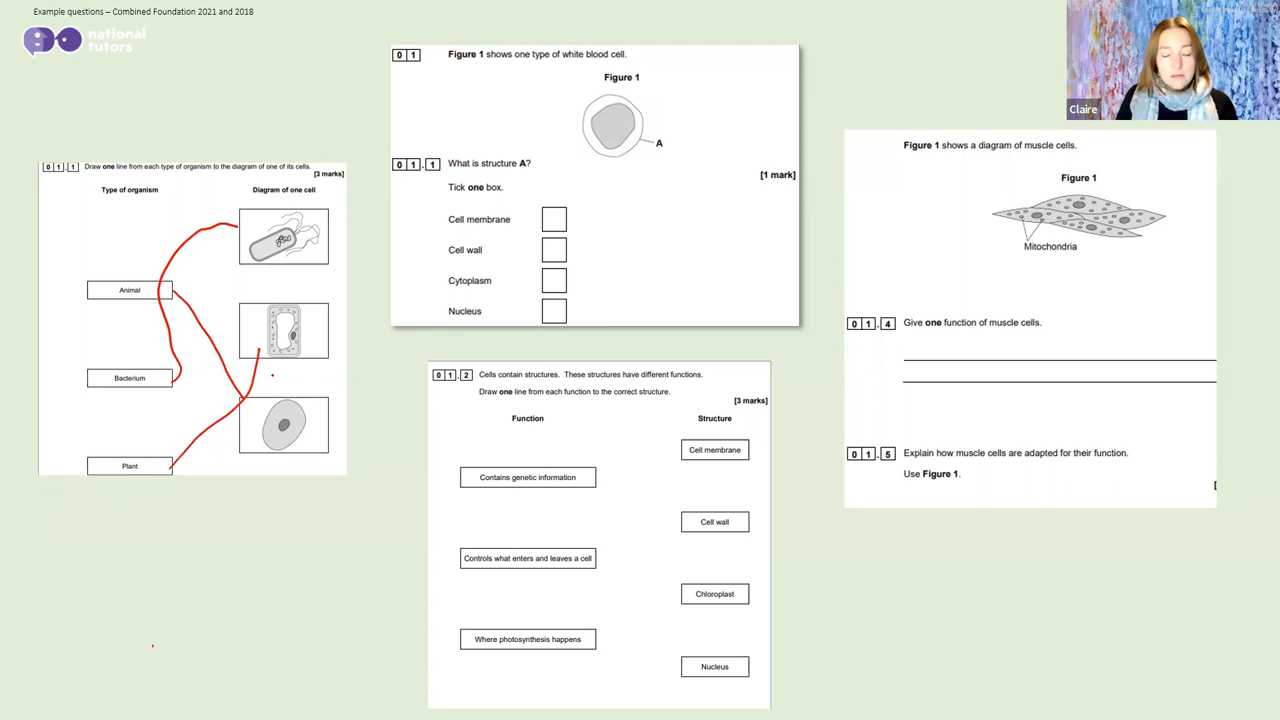 Example questions – Combined Foundation 2021 and 2018
national
tutors
0 1 . 1 Draw one line from each type of organism to the diagram of one of its cells.
[3 marks]
Type of organism
Diagram of one cell
Animal
Bacterium
Plant
0 1 Figure 1 shows one type of white blood cell.
Figure 1
A
0 1 . 1 What is structure A?
[1 mark]
Tick one box.
Cell membrane
Cell wall
Cytoplasm
Nucleus
0 1 . 2 Cells contain structures. These structures have different functions.
Draw one line from each function to the correct structure.
[3 marks]
Function
Structure
Cell membrane
Contains genetic information
Cell wall
Controls what enters and leaves a cell
Chloroplast
Where photosynthesis happens
Nucleus
Claire
Figure 1 shows a diagram of muscle cells.
Figure 1
Mitochondria
0 1 . 4 Give one function of muscle cells.
0 1 . 5 Explain how muscle cells are adapted for their function.
Use Figure 1.
[